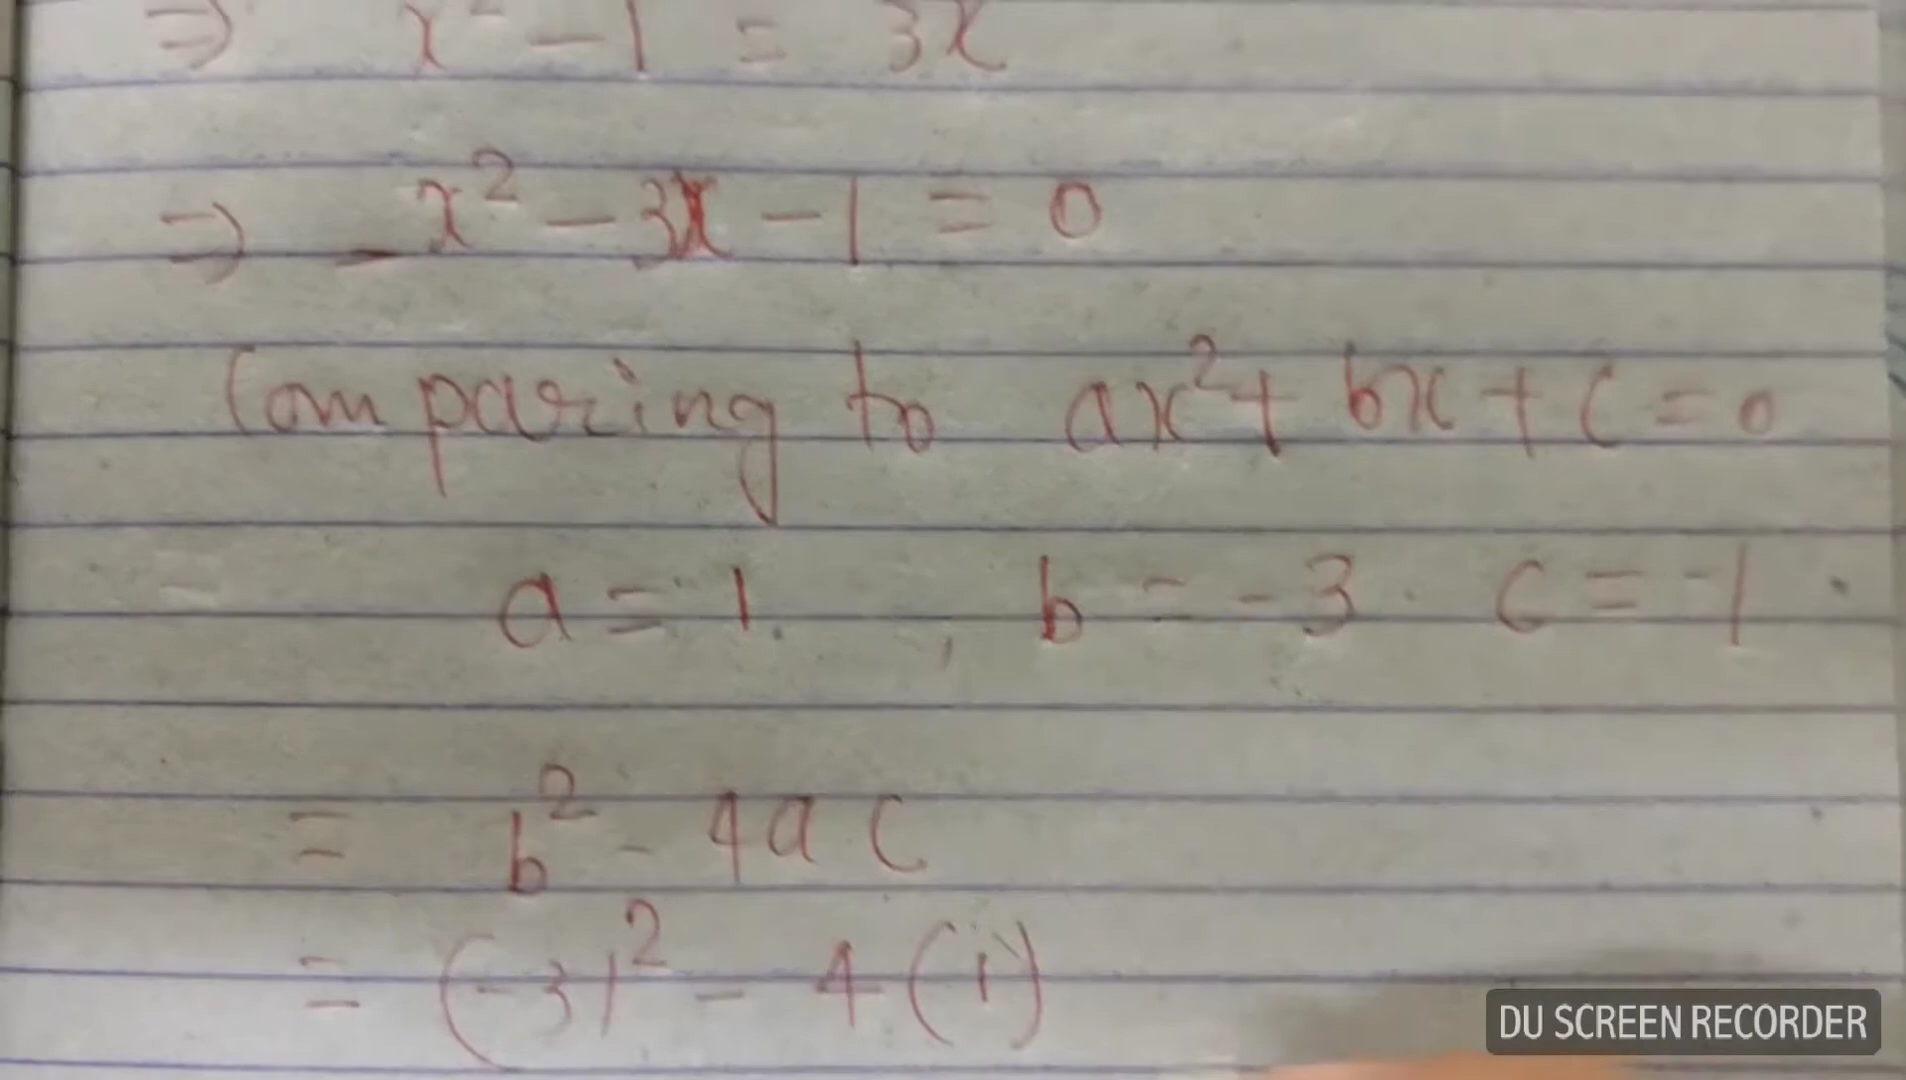 ⇒ x² - 1 = 3x
⇒ - x² - 3x - 1 = 0
Comparing to ax² + bx + c = 0
a = 1. , b = -3. c = -1.
= b² - 4ac
= (-3)² - 4(1)
DU SCREEN RECORDER